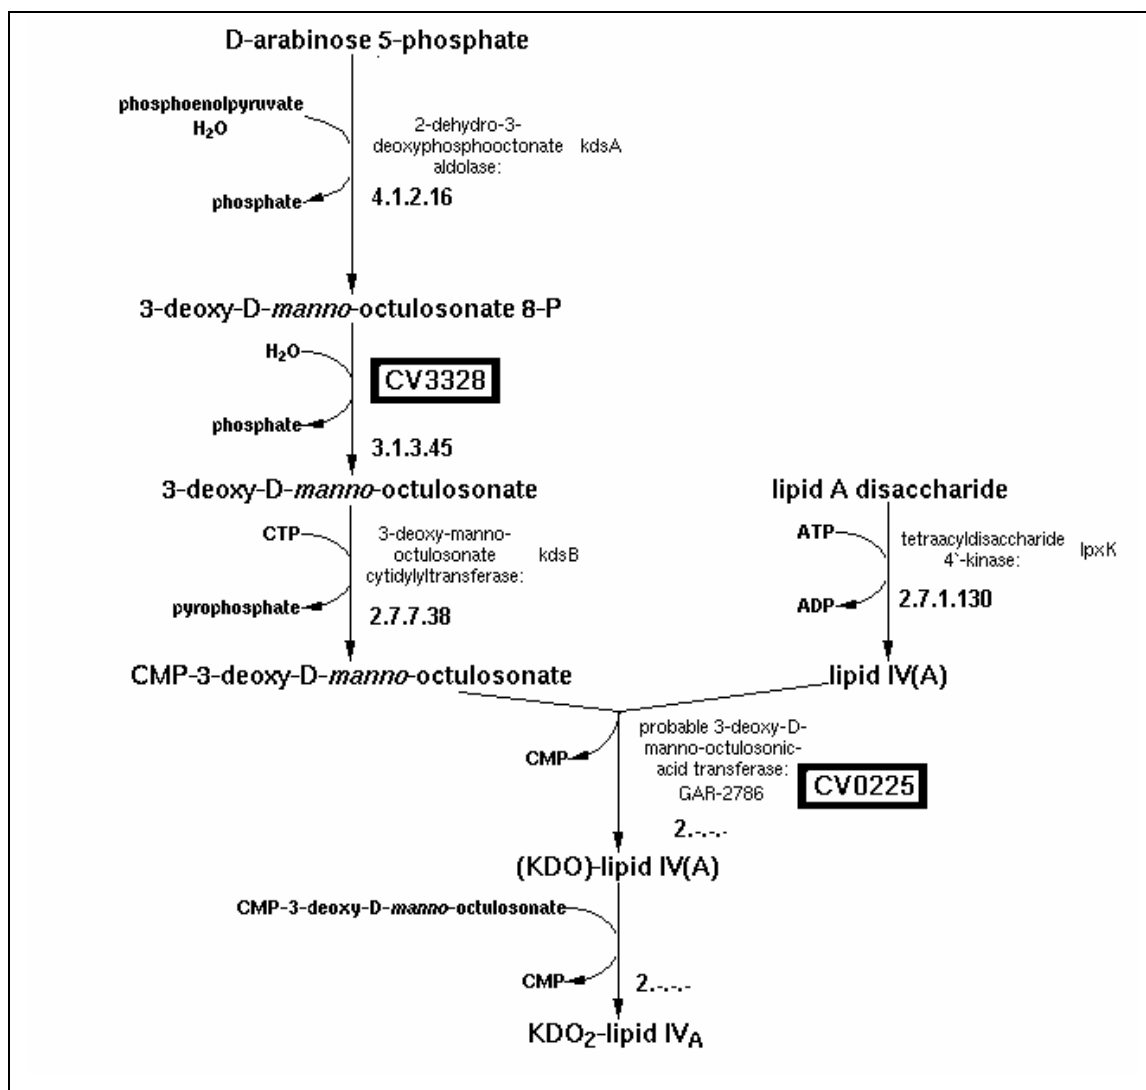 D-arabinose 5-phosphate
phosphoenolpyruvate
H₂O
2-dehydro-3-
deoxyphosphooctonate kdsA
aldolase:
phosphate
4.1.2.16
3-deoxy-D-manno-octulosonate 8-P
H₂O
CV3328
phosphate
3.1.3.45
3-deoxy-D-manno-octulosonate
lipid A disaccharide
CTP
3-deoxy-manno-
octulosonate kdsB
cytidylyltransferase:
pyrophosphate
2.7.7.38
ATP
tetraacyldisaccharide
4`-kinase:
lpxK
ADP
2.7.1.130
CMP-3-deoxy-D-manno-octulosonate
lipid IV(A)
probable 3-deoxy-D-
manno-octulosonic-
acid transferase:
GAR-2786
CMP
CV0225
2.-.-.-
(KDO)-lipid IV(A)
CMP-3-deoxy-D-manno-octulosonate
CMP
2.-.-.-
KDO₂-lipid IVA